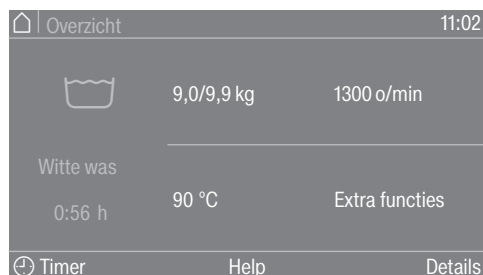 Overzicht 11:02
9,0/9,9 kg 1300 o/min
Witte was
0:56 h
90 °C Extra functies
Timer Help Details